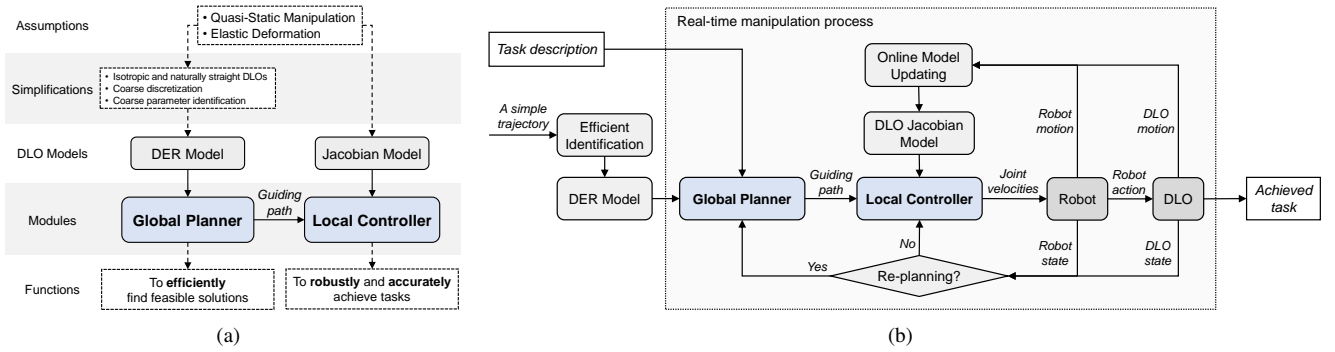 Assumptions
• Quasi-Static Manipulation
• Elastic Deformation
Simplifications
• Isotropic and naturally straight DLOs
• Coarse discretization
• Coarse parameter identification
DLO Models
DER Model
Jacobian Model
Modules
Global Planner
Guiding
path
Local Controller
Functions
To efficiently
find feasible solutions
To robustly and accurately
achieve tasks
(a)
Real-time manipulation process
Task description
A simple
trajectory
Efficient
Identification
DER Model
Online Model
Updating
DLO Jacobian
Model
Robot
motion
DLO
motion
Global Planner
Guiding
path
Local Controller
Joint
velocities
Robot
Robot
action
DLO
Achieved
task
No
Yes
Re-planning?
Robot
state
DLO
state
(b)